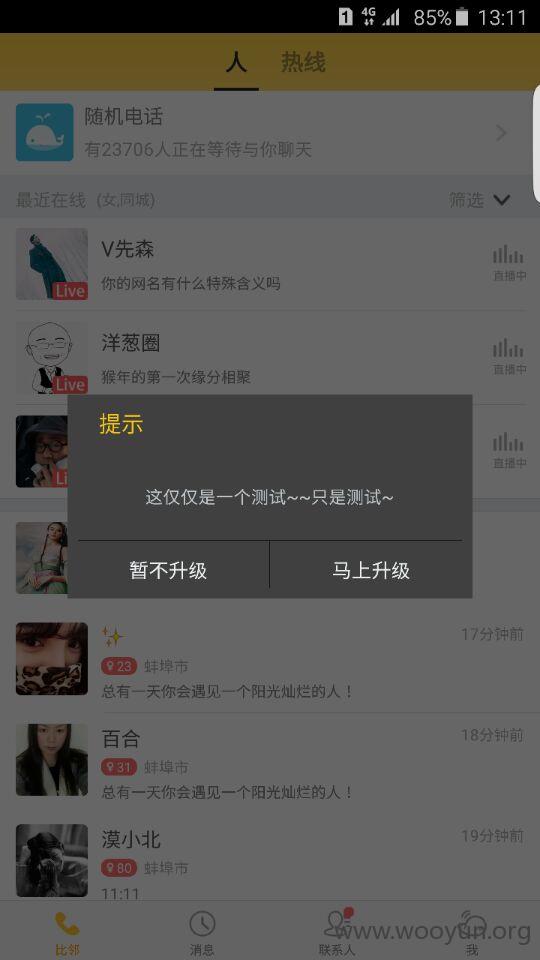 1 4G 85% 13:11
人 热线
随机电话
有23706人正在等待与你聊天
最近在线 (女,同城) 筛选
V先森
你的网名有什么特殊含义吗
Live
直播中
洋葱圈
猴年的第一次缘分相聚
Live
直播中
直播中
提示
这仅仅是一个测试~~只是测试~
暂不升级 马上升级
17分钟前
23 蚌埠市
总有一天你会遇见一个阳光灿烂的人！
百合 18分钟前
31 蚌埠市
总有一天你会遇见一个阳光灿烂的人！
漠小北 19分钟前
80 蚌埠市
11:11
www.wooyun.org
比邻 消息 联系人 我